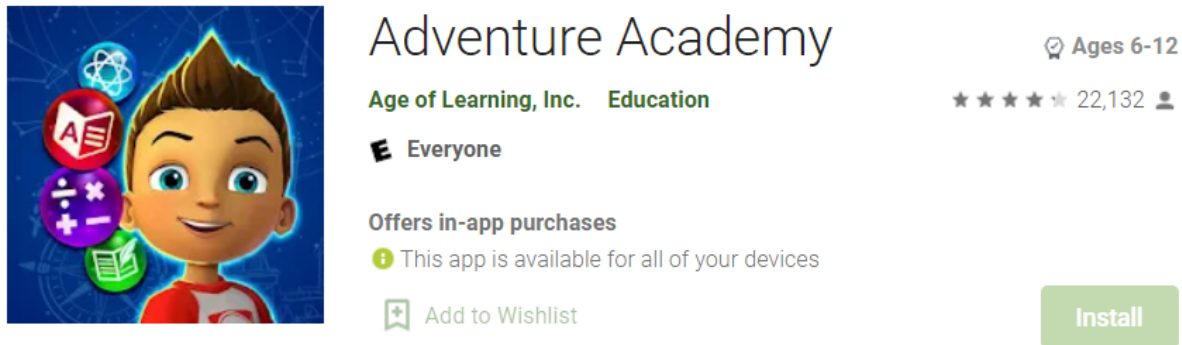 Adventure Academy
Ages 6-12
Age of Learning, Inc. Education
22,132
E Everyone
Offers in-app purchases
This app is available for all of your devices
Add to Wishlist
Install
A